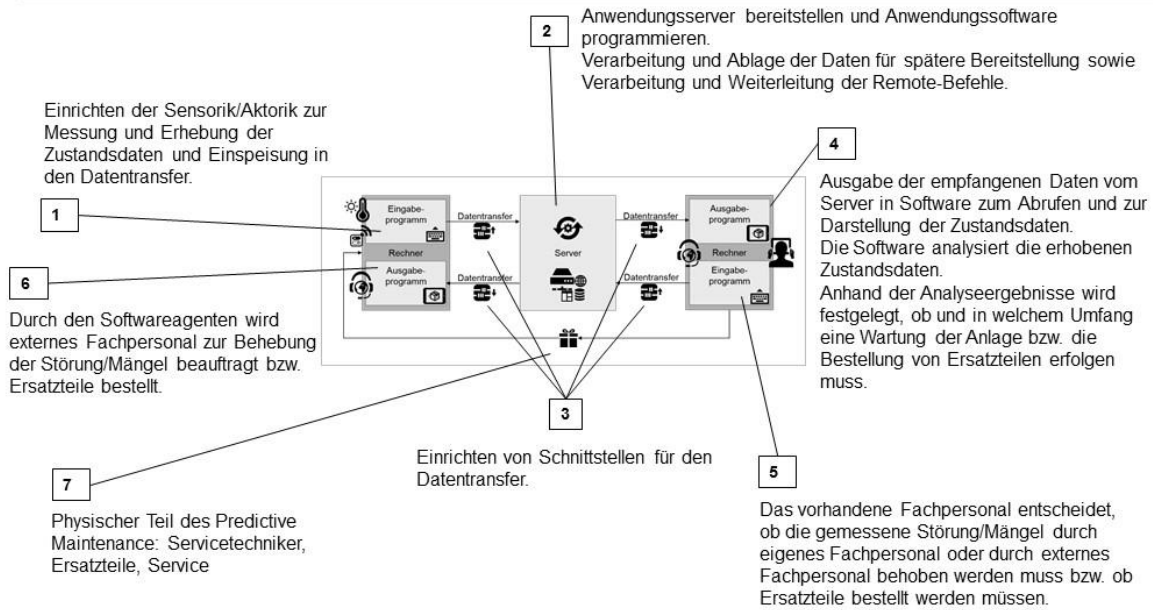 2
Anwendungsserver bereitstellen und Anwendungssoftware
programmieren.
Verarbeitung und Ablage der Daten für spätere Bereitstellung sowie
Verarbeitung und Weiterleitung der Remote-Befehle.
Einrichten der Sensorik/Aktorik zur
Messung und Erhebung der
Zustandsdaten und Einspeisung in
den Datentransfer.
1
4
Ausgabe der empfangenen Daten vom
Server in Software zum Abrufen und zur
Darstellung der Zustandsdaten.
Die Software analysiert die erhobenen
Zustandsdaten.
Anhand der Analyseergebnisse wird
festgelegt, ob und in welchem Umfang
eine Wartung der Anlage bzw. die
Bestellung von Ersatzteilen erfolgen
muss.
Eingabe-
programm
Datentransfer
Rechner
Ausgabe-
programm
Datentransfer
Server
Datentransfer
Ausgabe-
programm
Rechner
Datentransfer
Eingabe-
programm
6
Durch den Softwareagenten wird
externes Fachpersonal zur Behebung
der Störung/Mängel beauftragt bzw.
Ersatzteile bestellt.
3
Einrichten von Schnittstellen für den
Datentransfer.
7
Physischer Teil des Predictive
Maintenance: Servicetechniker,
Ersatzteile, Service
5
Das vorhandene Fachpersonal entscheidet,
ob die gemessene Störung/Mängel durch
eigenes Fachpersonal oder durch externes
Fachpersonal behoben werden muss bzw. ob
Ersatzteile bestellt werden müssen.